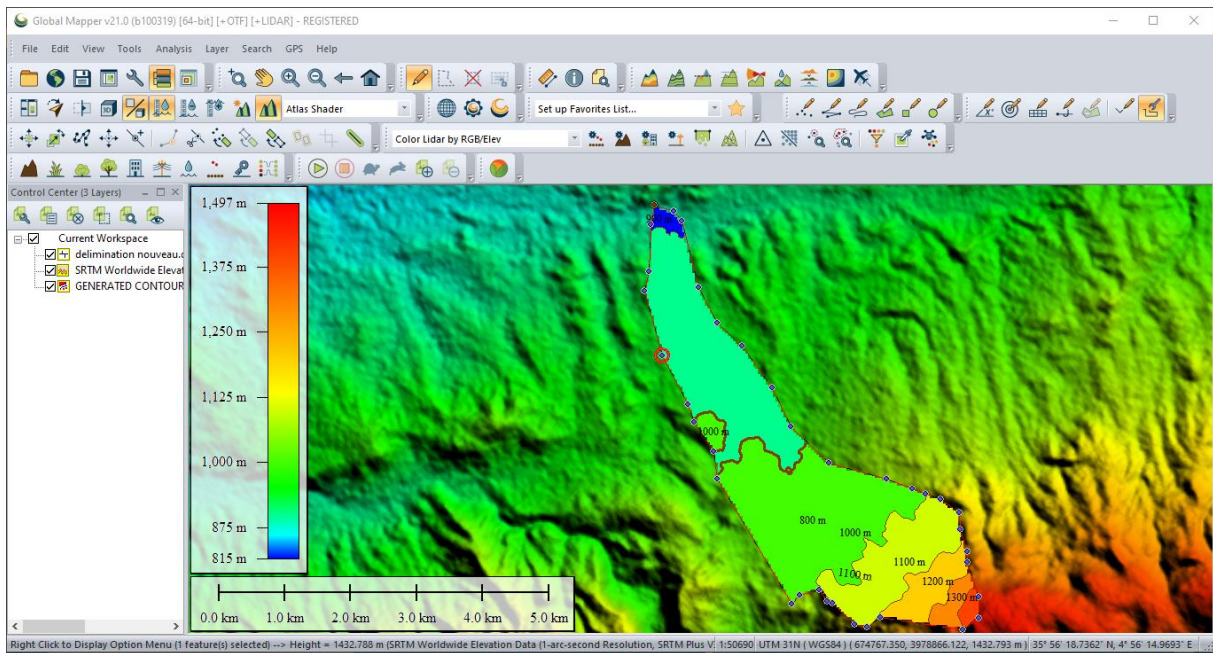 Global Mapper v21.0 (b100319) [64-bit] [+OTF] [+LIDAR] - REGISTERED
File Edit View Tools Analysis Layer Search GPS Help
Atlas Shader
Set up Favorites List...
Color Lidar by RGB/Elev
Control Center (3 Layers)
Current Workspace
delimination nouveau.
SRTM Worldwide Elevat
GENERATED CONTOUR
1,497 m
1,375 m
1,250 m
1,125 m
1,000 m
875 m
815 m
0.0 km 1.0 km 2.0 km 3.0 km 4.0 km 5.0 km
1000 m
800 m
1000 m
1100 m
1100 m
1200 m
1300 m
Right Click to Display Option Menu (1 feature(s) selected) --> Height = 1432.788 m (SRTM Worldwide Elevation Data (1-arc-second Resolution, SRTM Plus V 1:50690 UTM 31N (WGS84) ( 674767.350, 3978866.122, 1432.793 m ) 35° 56' 18.7362" N, 4° 56' 14.9693" E